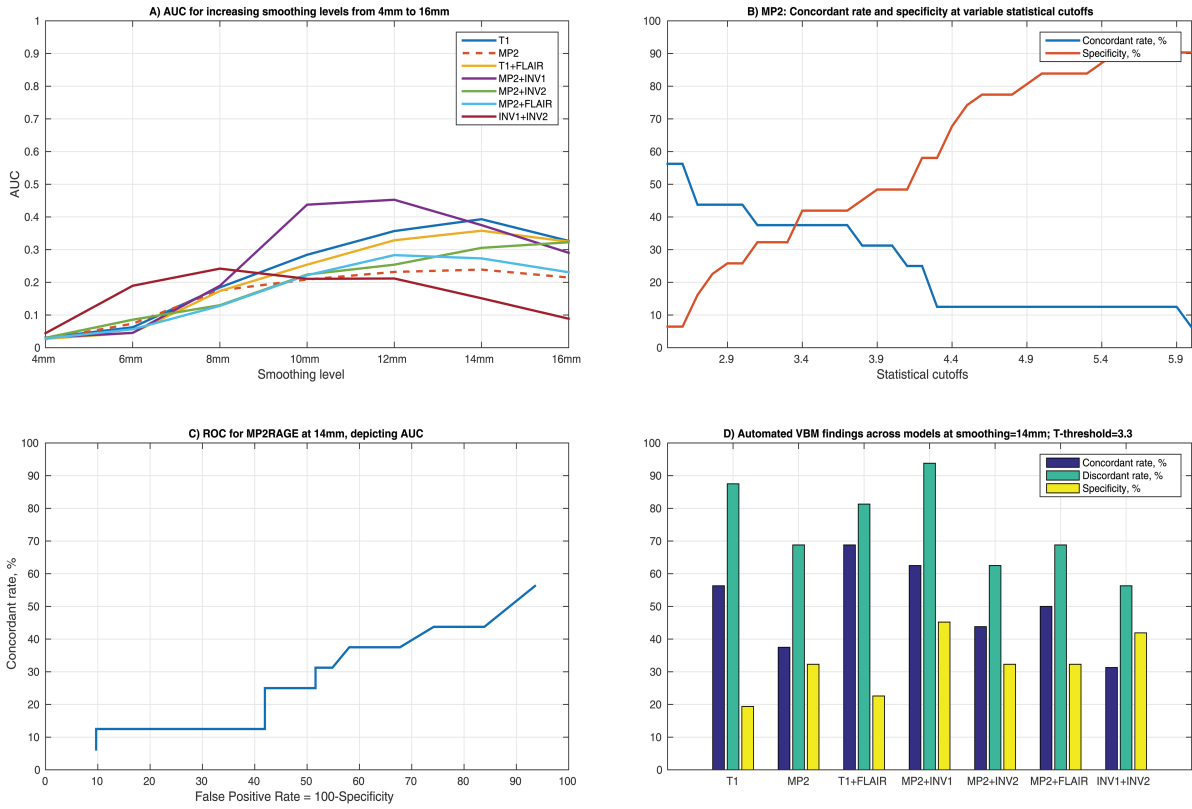 A) AUC for increasing smoothing levels from 4mm to 16mm
1
0.9
0.8
0.7
0.6
0.5
0.4
0.3
0.2
0.1
0
AUC
T1
MP2
T1+FLAIR
MP2+INV1
MP2+INV2
MP2+FLAIR
INV1+INV2
4mm 6mm 8mm 10mm 12mm 14mm 16mm
Smoothing level
B) MP2: Concordant rate and specificity at variable statistical cutoffs
100
90
80
70
60
50
40
30
20
10
0
Concordant rate, %
Specificity, %
2.9 3.4 3.9 4.4 4.9 5.4 5.9
Statistical cutoffs
C) ROC for MP2RAGE at 14mm, depicting AUC
100
90
80
70
60
50
40
30
20
10
0
Concordant rate, %
0 10 20 30 40 50 60 70 80 90 100
False Positive Rate = 100-Specificity
D) Automated VBM findings across models at smoothing=14mm; T-threshold=3.3
100
90
80
70
60
50
40
30
20
10
0
Concordant rate, %
Discordant rate, %
Specificity, %
T1 MP2 T1+FLAIR MP2+INV1 MP2+INV2 MP2+FLAIR INV1+INV2